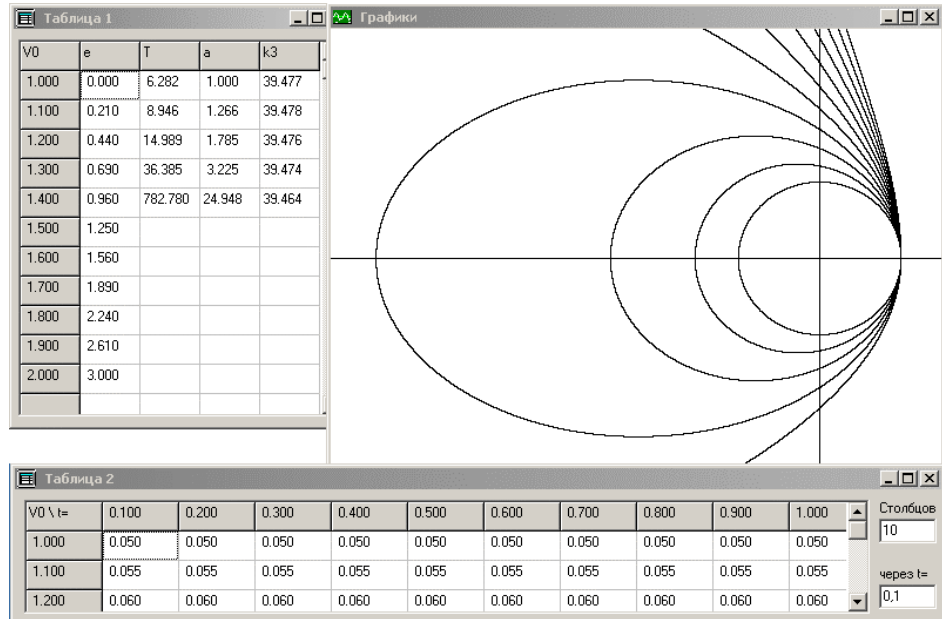 Таблица 1
V0 e T a k3
1.000 0.000 6.282 1.000 39.477
1.100 0.210 8.946 1.266 39.478
1.200 0.440 14.989 1.785 39.476
1.300 0.690 36.385 3.225 39.474
1.400 0.960 782.780 24.948 39.464
1.500 1.250
1.600 1.560
1.700 1.890
1.800 2.240
1.900 2.610
2.000 3.000
Графики
Таблица 2
V0 \ t= 0.100 0.200 0.300 0.400 0.500 0.600 0.700 0.800 0.900 1.000
1.000 0.050 0.050 0.050 0.050 0.050 0.050 0.050 0.050 0.050 0.050
1.100 0.055 0.055 0.055 0.055 0.055 0.055 0.055 0.055 0.055 0.055
1.200 0.060 0.060 0.060 0.060 0.060 0.060 0.060 0.060 0.060 0.060
Столбцов
10
через t=
0,1